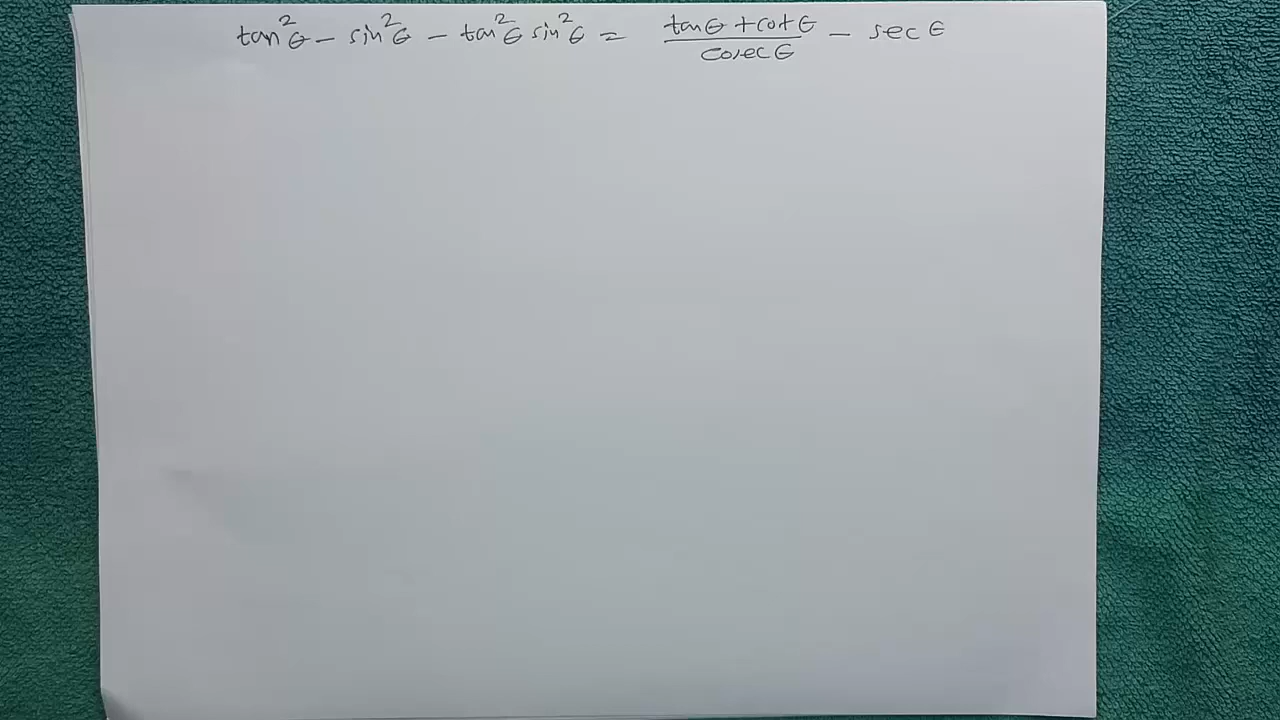 tan²θ − sin²θ − tan²θ sin²θ = (tanθ + cotθ)/(cosecθ) − secθ